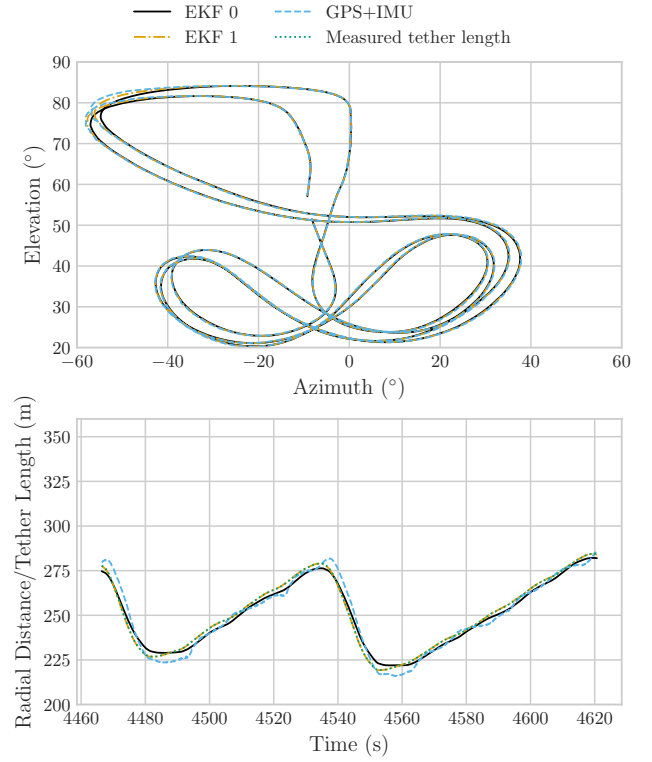 EKF 0
GPS+IMU
EKF 1
Measured tether length
90
80
70
60
50
40
30
20
Elevation (°)
−60 −40 −20 0 20 40 60
Azimuth (°)
350
325
300
275
250
225
200
Radial Distance/Tether Length (m)
4460 4480 4500 4520 4540 4560 4580 4600 4620
Time (s)